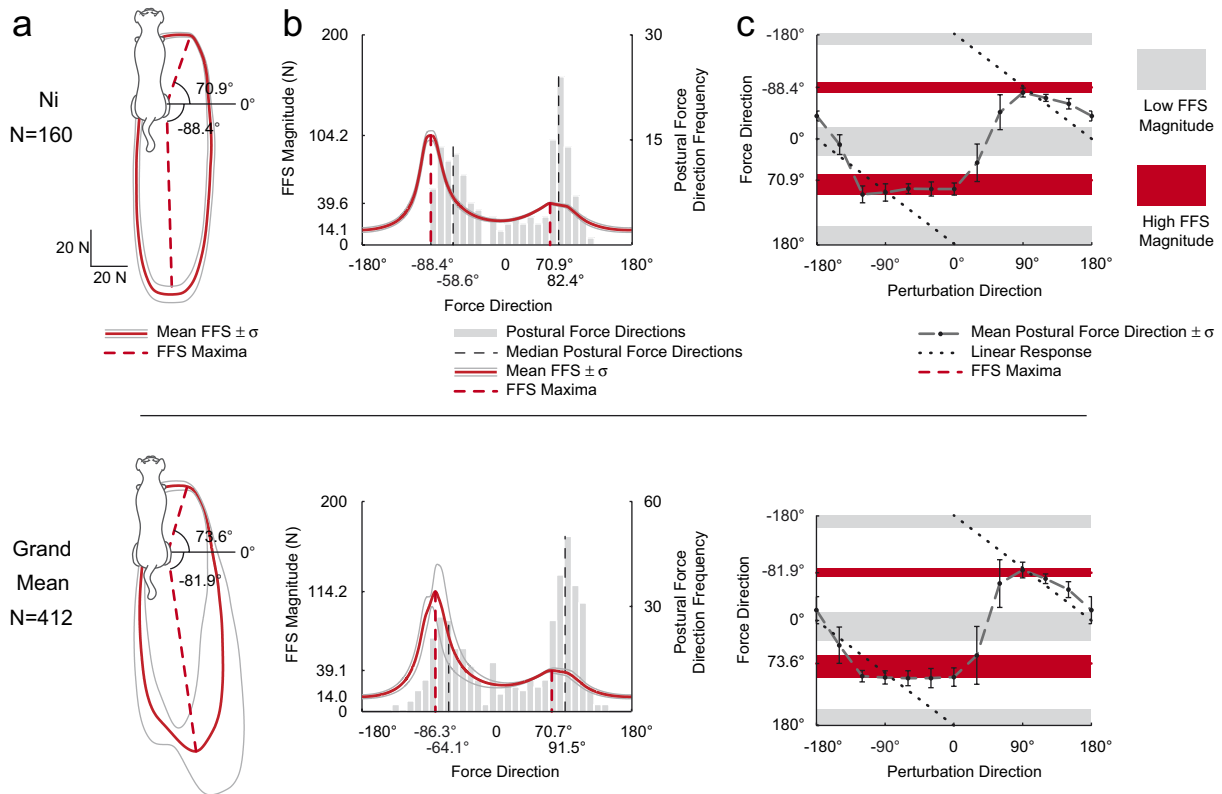 a
Ni
N=160
70.9°
0°
-88.4°
20 N
20 N
Mean FFS ± σ
FFS Maxima
b
FFS Magnitude (N)
200
104.2
39.6
14.1
0
30
15
0
Postural Force
Direction Frequency
-180° -88.4° 0 70.9° 180°
-58.6° 82.4°
Force Direction
Postural Force Directions
Median Postural Force Directions
Mean FFS ± σ
FFS Maxima
c
Force Direction
-180°
-88.4°
0°
70.9°
180°
-180° -90° 0° 90° 180°
Perturbation Direction
Mean Postural Force Direction ± σ
Linear Response
FFS Maxima
Low FFS
Magnitude
High FFS
Magnitude
Grand
Mean
N=412
73.6°
0°
-81.9°
FFS Magnitude (N)
200
114.2
39.1
14.0
0
60
30
0
Postural Force
Direction Frequency
-180° -86.3° 0 70.7° 180°
-64.1° 91.5°
Force Direction
Force Direction
-180°
-81.9°
0°
73.6°
180°
-180° -90° 0° 90° 180°
Perturbation Direction